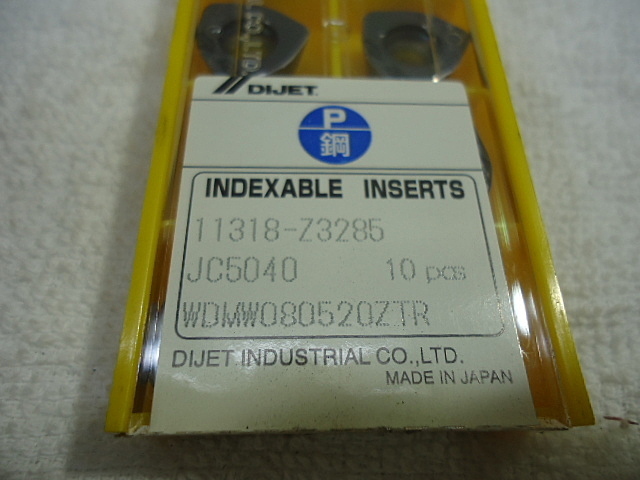 DIJET
P
鋼
INDEXABLE INSERTS
11318-Z3285
JC5040 10 pcs
WDMW080520ZTR
DIJET INDUSTRIAL CO.,LTD.
MADE IN JAPAN